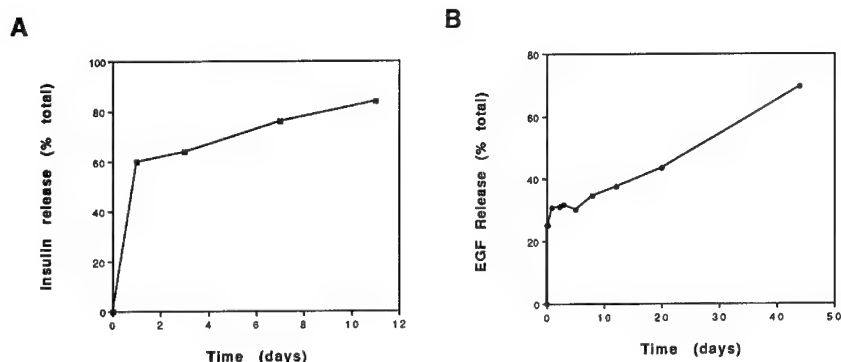 A
Insulin release (% total)
100
80
60
40
20
0
0 2 4 6 8 10 12
Time (days)
B
EGF Release (% total)
80
60
40
20
0
0 10 20 30 40 50
Time (days)